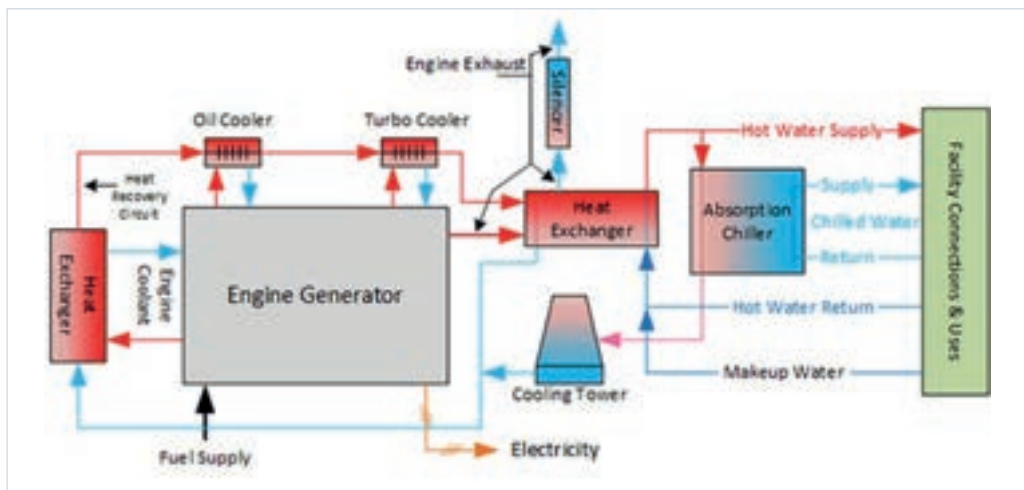 Engine Exhaust
Silencer
Oil Cooler
Turbo Cooler
Hot Water Supply
Heat
Recovery
Circuit
Heat
Exchanger
Absorption
Chiller
Supply
Chilled Water
Return
Facility Connections & Uses
Heat
Exchanger
Engine
Coolant
Engine Generator
Hot Water Return
Makeup Water
Cooling Tower
Fuel Supply
Electricity